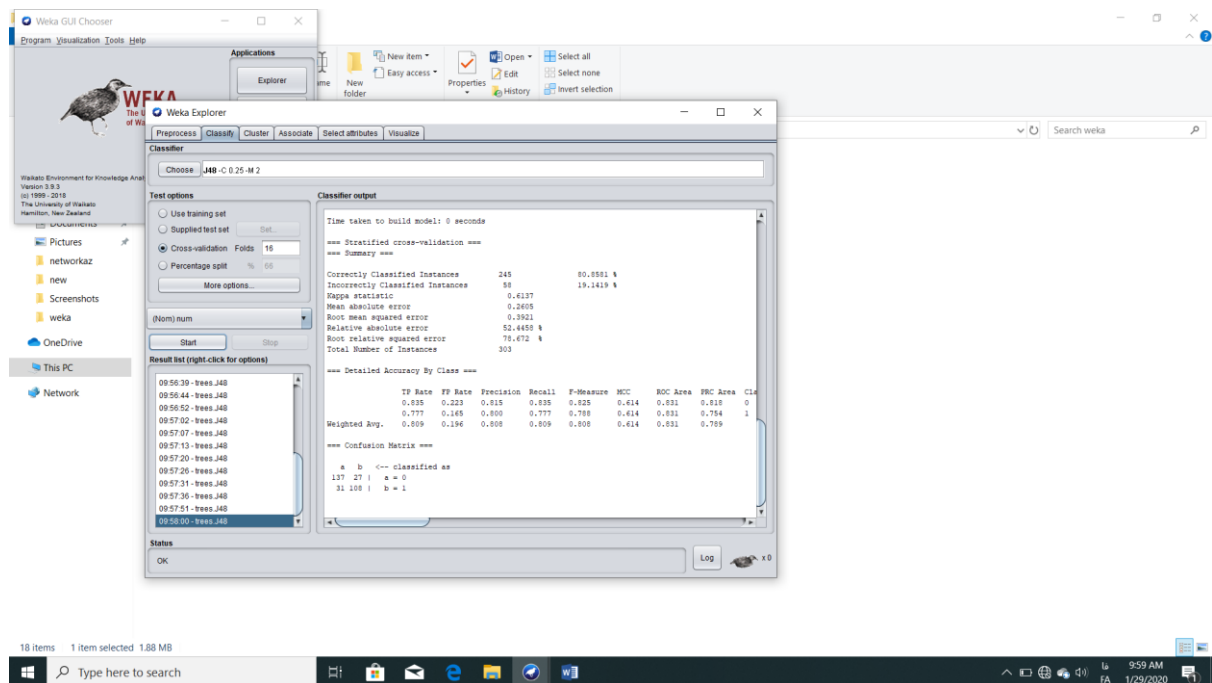 Weka GUI Chooser
Program Visualization Tools Help
Applications
Explorer
WEKA
The U
of Wa
Waikato Environment for Knowledge Anal
Version 3.9.3
(c) 1999 - 2018
The University of Waikato
Hamilton, New Zealand
New item
Easy access
New
folder
Properties
Open
Edit
History
Select all
Select none
Invert selection
Search weka
Documents
Pictures
networkaz
new
Screenshots
weka
OneDrive
This PC
Network
Weka Explorer
Preprocess Classify Cluster Associate Select attributes Visualize
Classifier
Choose J48 -C 0.25 -M 2
Test options
Use training set
Supplied test set Set...
Cross-validation Folds 16
Percentage split % 66
More options...
(Nom) num
Start Stop
Result list (right-click for options)
09:56:39 - trees.J48
09:56:44 - trees.J48
09:56:52 - trees.J48
09:57:02 - trees.J48
09:57:07 - trees.J48
09:57:13 - trees.J48
09:57:20 - trees.J48
09:57:26 - trees.J48
09:57:31 - trees.J48
09:57:36 - trees.J48
09:57:51 - trees.J48
09:58:00 - trees.J48
Classifier output
Time taken to build model: 0 seconds
=== Stratified cross-validation ===
=== Summary ===
Correctly Classified Instances 245 80.8581 %
Incorrectly Classified Instances 58 19.1419 %
Kappa statistic 0.6137
Mean absolute error 0.2605
Root mean squared error 0.3921
Relative absolute error 52.4458 %
Root relative squared error 78.672 %
Total Number of Instances 303
=== Detailed Accuracy By Class ===
TP Rate FP Rate Precision Recall F-Measure MCC ROC Area PRC Area Cla
0.835 0.223 0.815 0.835 0.825 0.614 0.831 0.818 0
0.777 0.165 0.800 0.777 0.788 0.614 0.831 0.754 1
Weighted Avg. 0.809 0.196 0.808 0.809 0.808 0.614 0.831 0.789
=== Confusion Matrix ===
a b <-- classified as
137 27 | a = 0
31 108 | b = 1
Status
OK
Log
x 0
18 items 1 item selected 1.88 MB
Type here to search
فا
FA
9:59 AM
1/29/2020